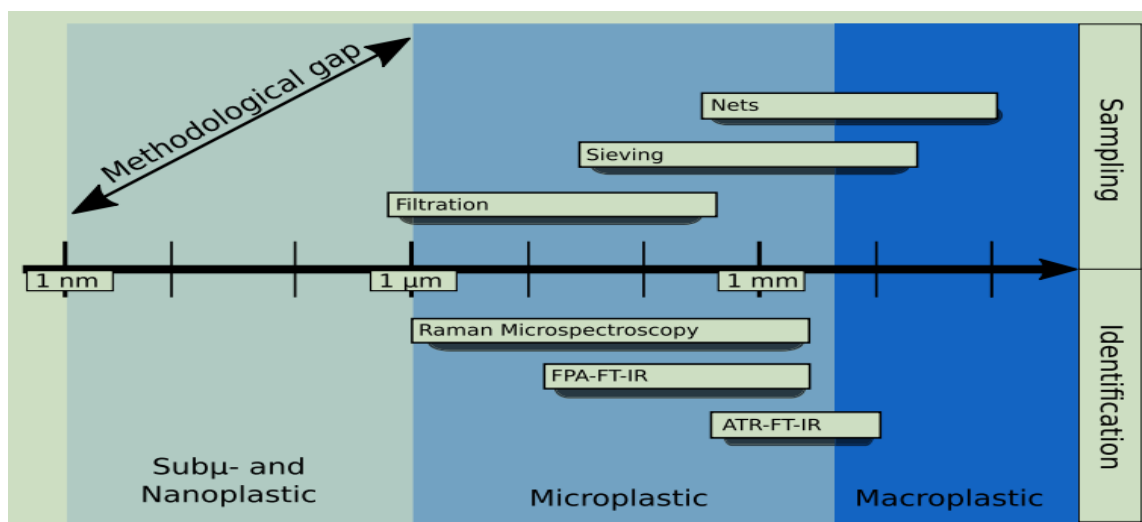 Methodological gap
Nets
Sieving
Filtration
Sampling
1 nm
1 µm
1 mm
Raman Microspectroscopy
FPA-FT-IR
ATR-FT-IR
Identification
Subµ- and
Nanoplastic
Microplastic
Macroplastic